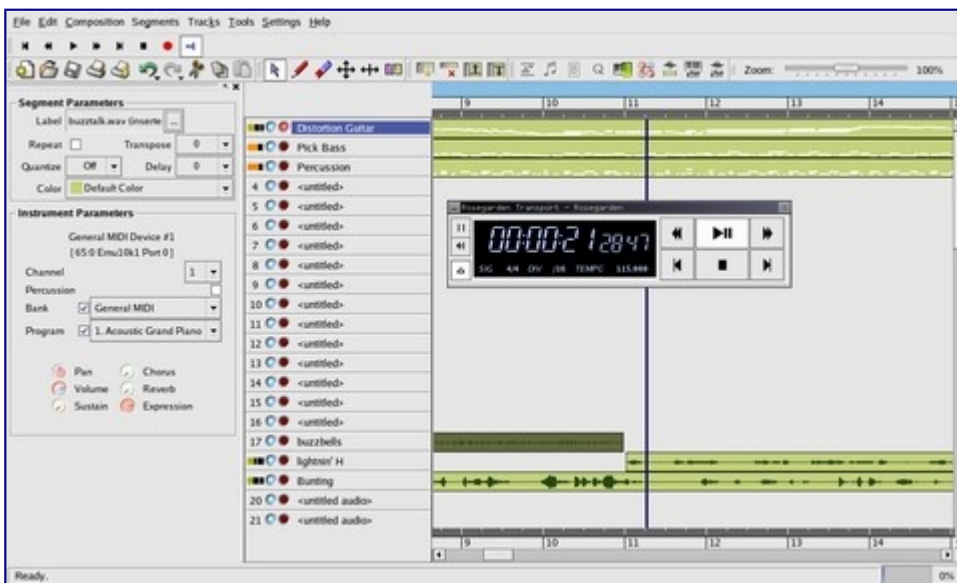 File Edit Composition Segments Tracks Tools Settings Help
Zoom: 100%
Segment Parameters
Label buzztalk.wav (inserte ...
Repeat Transpose 0
Quantize Off Delay 0
Color Default Color
Instrument Parameters
General MIDI Device #1
[65:0 Emu10k1 Port 0]
Channel 1
Percussion
Bank General MIDI
Program 1. Acoustic Grand Piano
Pan Chorus
Volume Reverb
Sustain Expression
9 10 11 12 13 14
Distortion Guitar
Pick Bass
Percussion
4 <untitled>
5 <untitled>
6 <untitled>
7 <untitled>
8 <untitled>
9 <untitled>
10 <untitled>
11 <untitled>
12 <untitled>
13 <untitled>
14 <untitled>
15 <untitled>
16 <untitled>
17 buzzbells
lightnin' H
Bunting
20 <untitled audio>
21 <untitled audio>
Rosegarden Transport - Rosegarden
00:00:21 2847
SIG 4/4 DIV /16 TEMPO 115.000
9 10 11 12 13 14
Ready. 0%